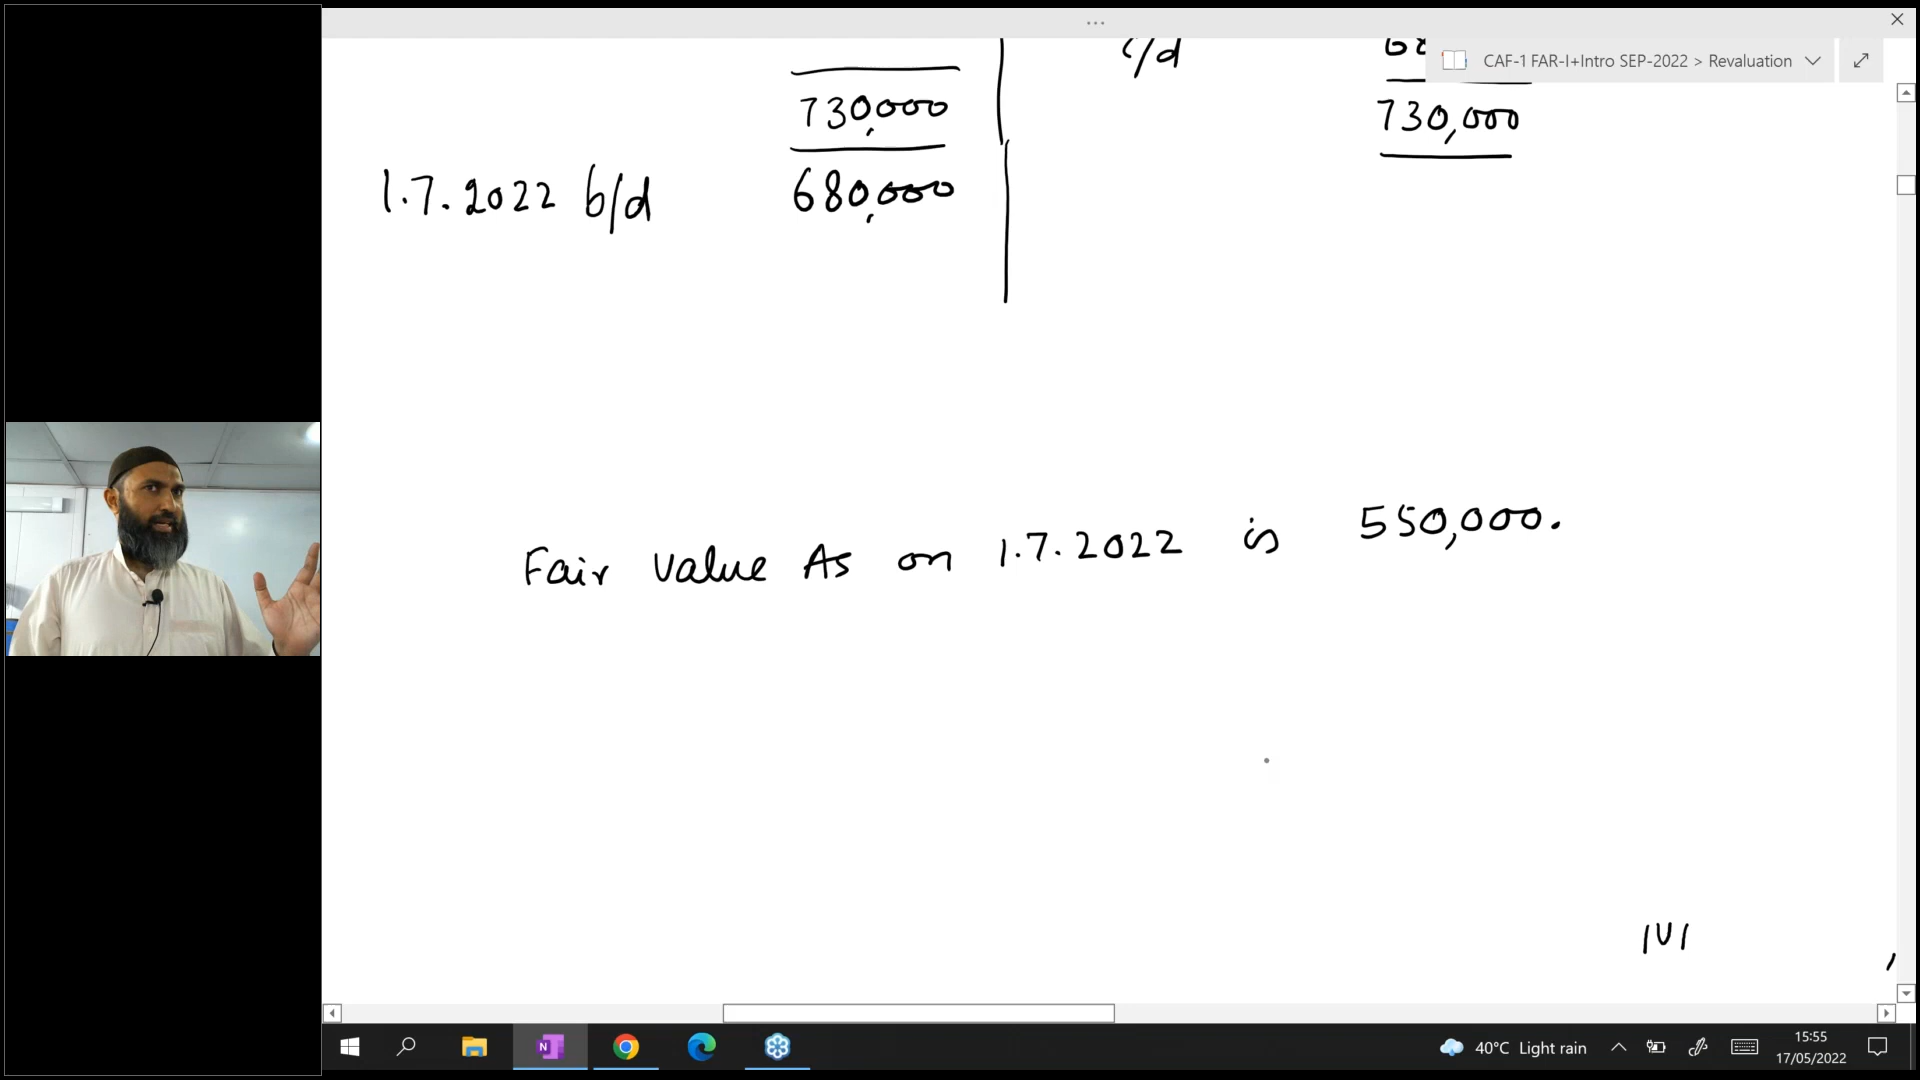 c/d
CAF-1 FAR-I+Intro SEP-2022 > Revaluation
730,000
730,000
1.7.2022 b/d 680,000
Fair Value As on 1.7.2022 is 550,000.
40°C Light rain
15:55
17/05/2022